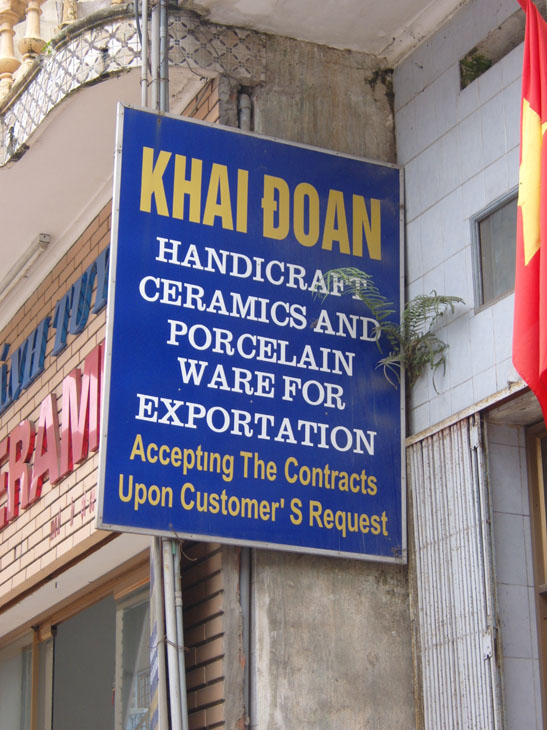 KHAI ĐOAN
HANDICRAFT
CERAMICS AND
PORCELAIN
WARE FOR
EXPORTATION
Accepting The Contracts
Upon Customer' S Request